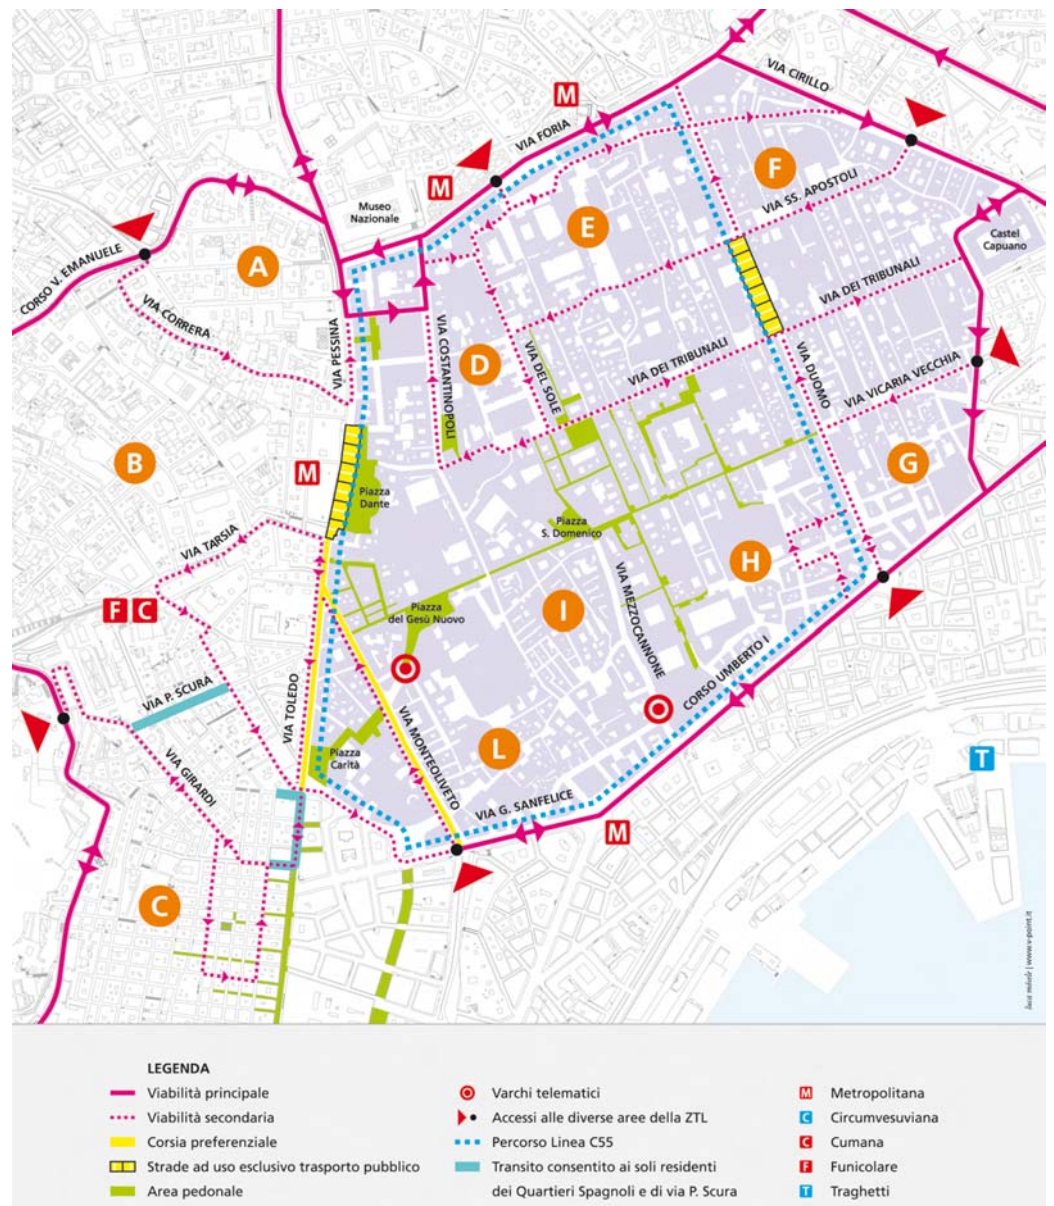 VIA CIRILLO
M
VIA FORIA
M
Museo
Nazionale
F
VIA SS. APOSTOLI
E
Castel
Capuano
CORSO V. EMANUELE
A
VIA CORRERA
VIA DEI TRIBUNALI
VIA PESSINA
VIA COSTANTINOPOLI
D
VIA DEL SOLE
VIA DEI TRIBUNALI
VIA DUOMO
VIA VICARIA VECCHIA
B
M
G
Piazza
Dante
Piazza
S. Domenico
VIA TARSIA
H
VIA MEZZOCANNONE
F C
Piazza
del Gesù Nuovo
I
VIA P. SCURA
VIA TOLEDO
CORSO UMBERTO I
VIA MONTEOLIVETO
L
Piazza
Carità
T
VIA GIRARDI
VIA G. SANFELICE
M
C
luca mòsele | www.v-point.it
LEGENDA
Viabilità principale
Viabilità secondaria
Corsia preferenziale
Strade ad uso esclusivo trasporto pubblico
Area pedonale
Varchi telematici
Accessi alle diverse aree della ZTL
Percorso Linea C55
Transito consentito ai soli residenti
dei Quartieri Spagnoli e di via P. Scura
M Metropolitana
C Circumvesuviana
C Cumana
F Funicolare
T Traghetti